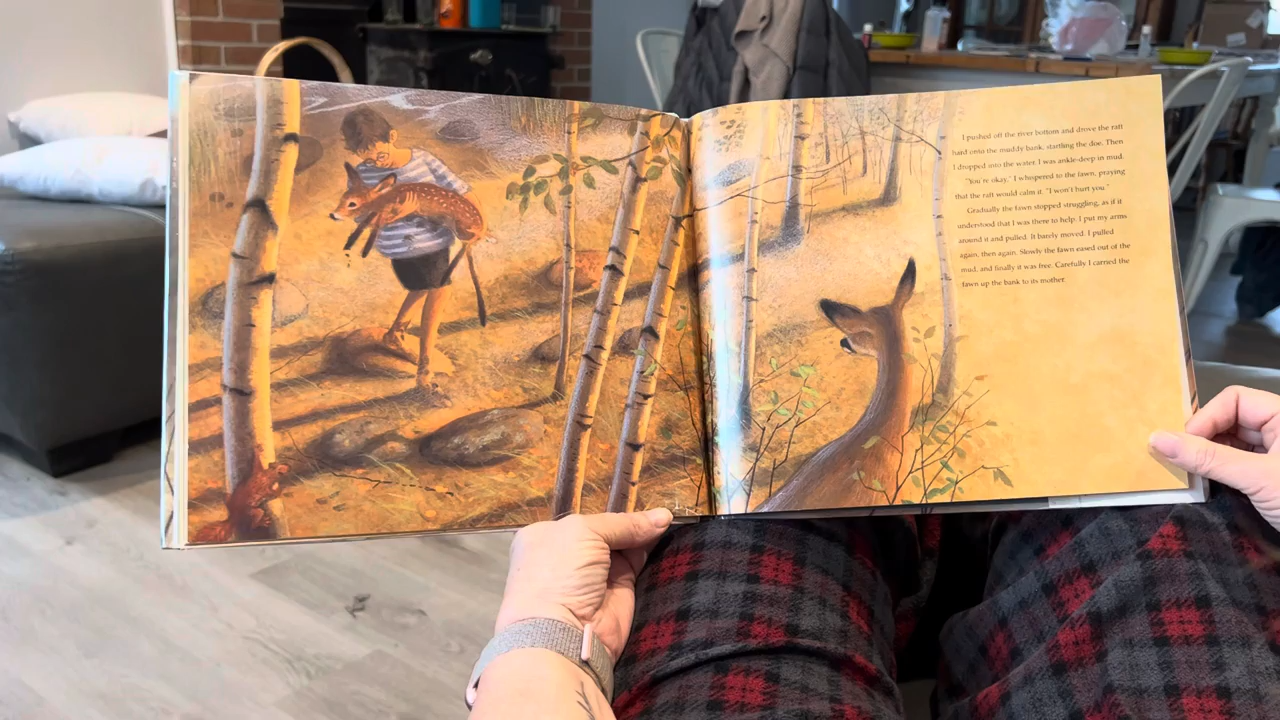 I pushed off the river bottom and drove the raft
hard onto the muddy bank, startling the doe. Then
I dropped into the water. I was ankle-deep in mud.
"You're okay," I whispered to the fawn, praying
that the raft would calm it. "I won't hurt you."
Gradually the fawn stopped struggling, as if it
understood that I was there to help. I put my arms
around it and pulled. It barely moved. I pulled
again, then again. Slowly the fawn eased out of the
mud, and finally it was free. Carefully I carried the
fawn up the bank to its mother.